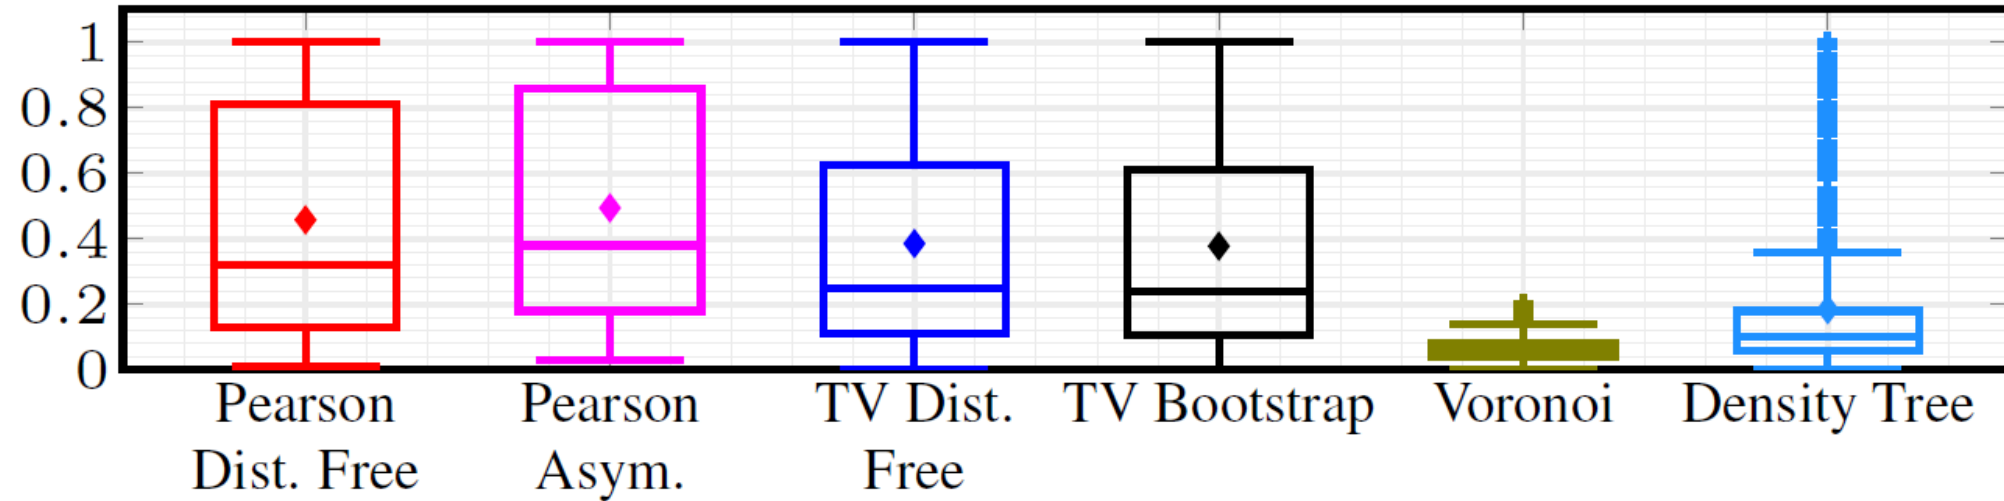 1
0.8
0.6
0.4
0.2
0
Pearson Dist. Free
Pearson Asym.
TV Dist. Free
TV Bootstrap
Voronoi
Density Tree